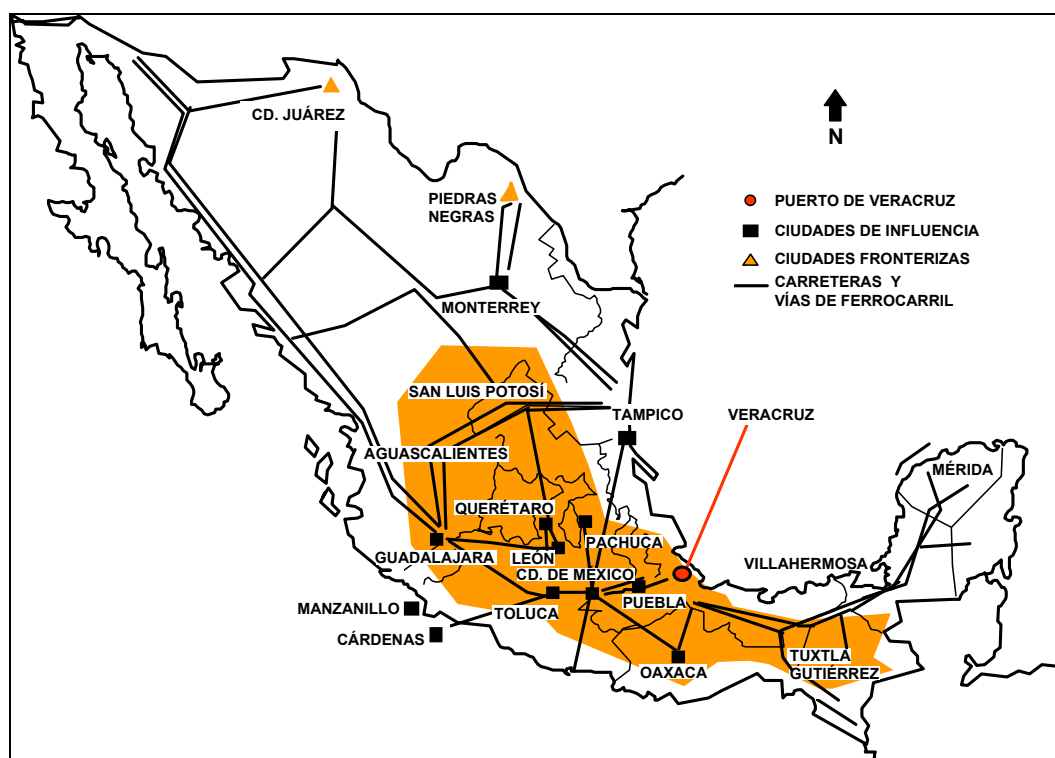 CD. JUÁREZ
N
PIEDRAS
NEGRAS
PUERTO DE VERACRUZ
CIUDADES DE INFLUENCIA
CIUDADES FRONTERIZAS
CARRETERAS Y
VÍAS DE FERROCARRIL
MONTERREY
SAN LUIS POTOSÍ
TAMPICO
VERACRUZ
AGUASCALIENTES
MÉRIDA
QUERÉTARO
PACHUCA
GUADALAJARA
LEÓN
VILLAHERMOSA
CD. DE MÉXICO
PUEBLA
MANZANILLO
TOLUCA
CÁRDENAS
TUXTLA
GUTIÉRREZ
OAXACA